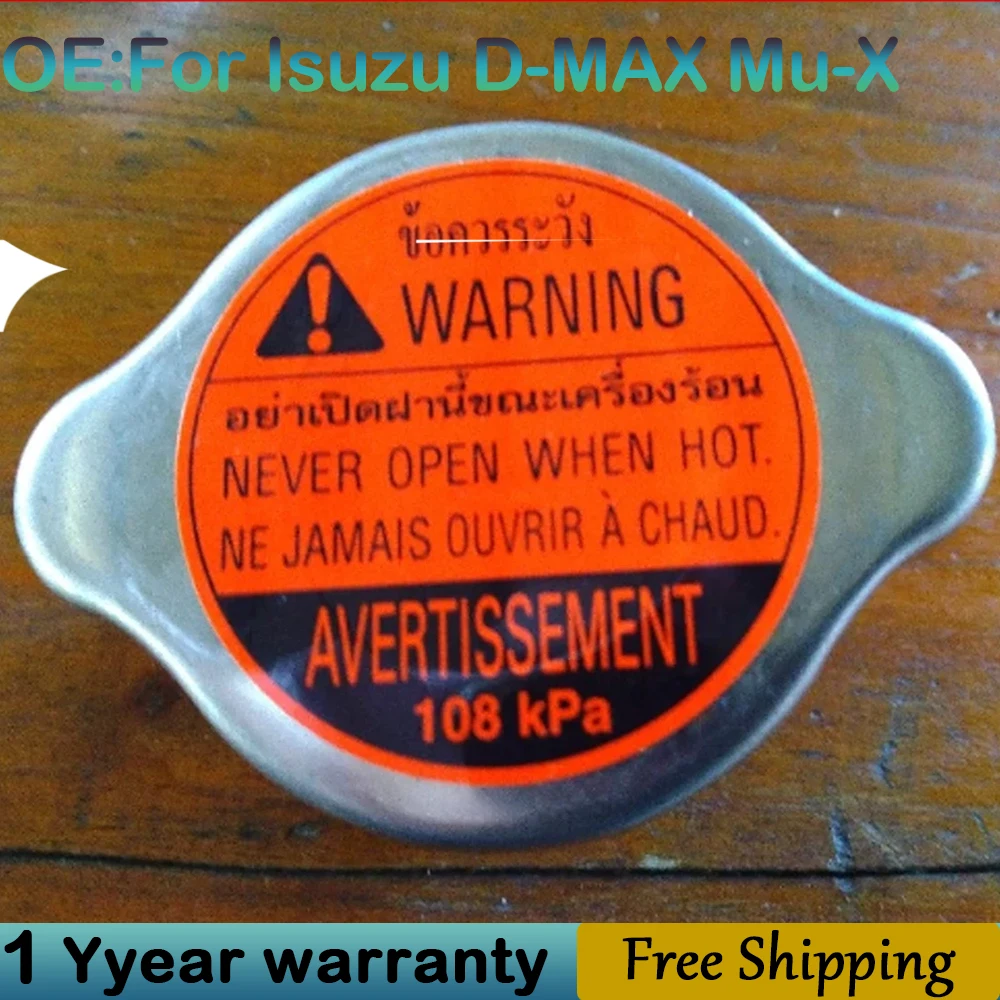 OE:For Isuzu D-MAX Mu-X
ข้อควรระวัง
WARNING
อย่าเปิดฝานี้ขณะเครื่องร้อน
NEVER OPEN WHEN HOT.
NE JAMAIS OUVRIR À CHAUD.
AVERTISSEMENT
108 kPa
1 Yyear warranty
Free Shipping